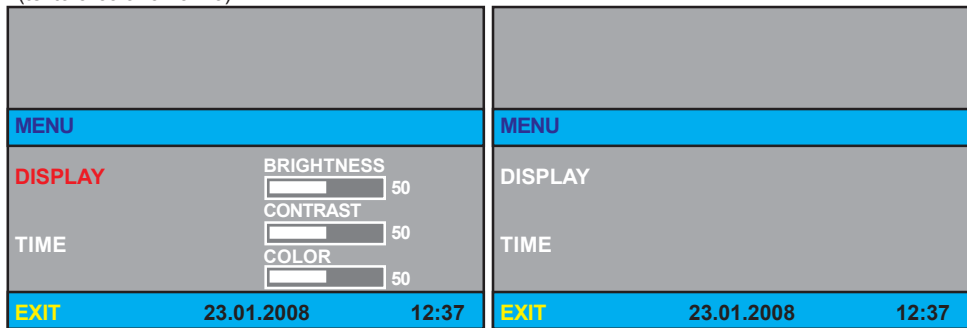 MENU
DISPLAY
BRIGHTNESS
50
CONTRAST
50
TIME
COLOR
50
EXIT 23.01.2008 12:37
MENU
DISPLAY
TIME
EXIT 23.01.2008 12:37